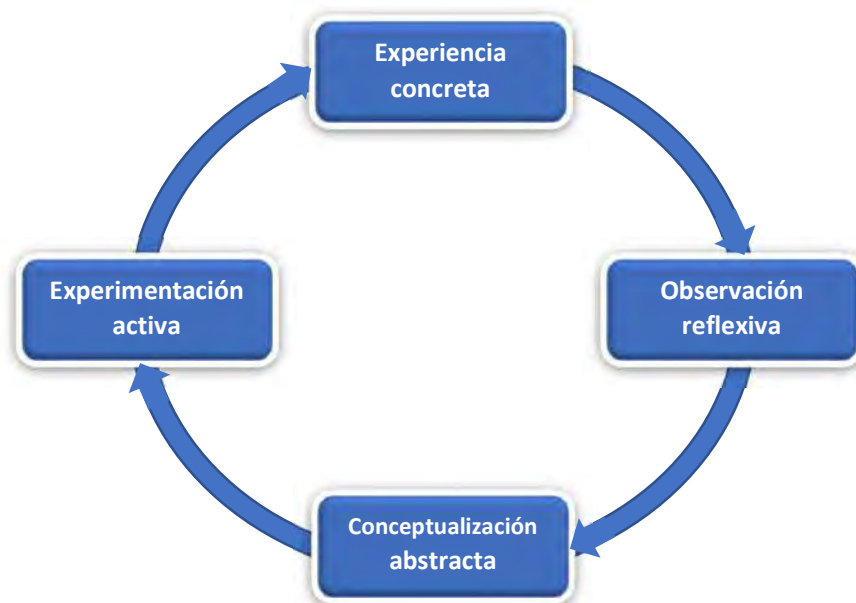 Experiencia
concreta
Observación
reflexiva
Conceptualización
abstracta
Experimentación
activa